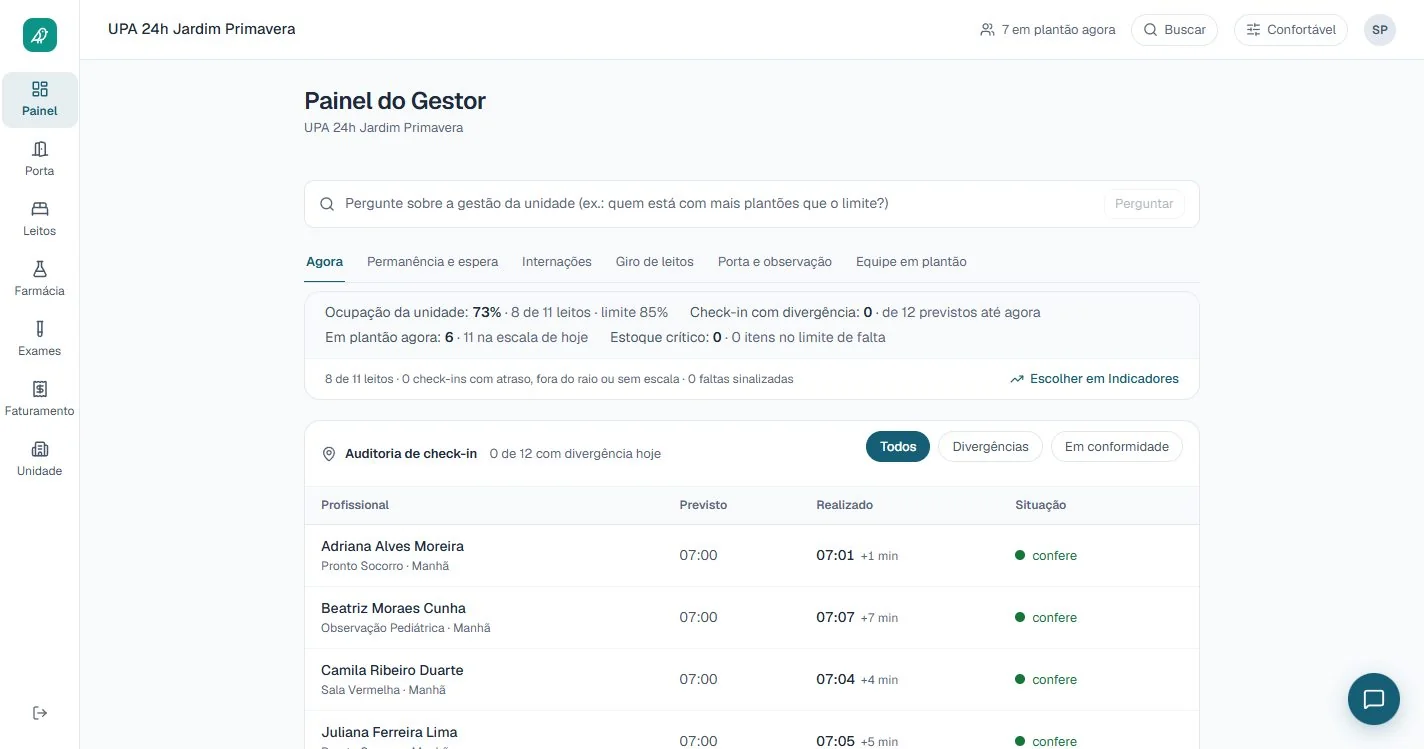 UPA 24h Jardim Primavera
7 em plantão agora
Buscar
Confortável
SP
Painel
Porta
Leitos
Farmácia
Exames
Faturamento
Unidade
Painel do Gestor
UPA 24h Jardim Primavera
Pergunte sobre a gestão da unidade (ex.: quem está com mais plantões que o limite?)
Perguntar
Agora
Permanência e espera
Internações
Giro de leitos
Porta e observação
Equipe em plantão
Ocupação da unidade: 73% · 8 de 11 leitos · limite 85%
Check-in com divergência: 0 · de 12 previstos até agora
Em plantão agora: 6 · 11 na escala de hoje
Estoque crítico: 0 · 0 itens no limite de falta
8 de 11 leitos · 0 check-ins com atraso, fora do raio ou sem escala · 0 faltas sinalizadas
Escolher em Indicadores
Auditoria de check-in 0 de 12 com divergência hoje
Todos
Divergências
Em conformidade
Profissional Previsto Realizado Situação
Adriana Alves Moreira
Pronto Socorro · Manhã
07:00
07:01 +1 min
confere
Beatriz Moraes Cunha
Observação Pediátrica · Manhã
07:00
07:07 +7 min
confere
Camila Ribeiro Duarte
Sala Vermelha · Manhã
07:00
07:04 +4 min
confere
Juliana Ferreira Lima
07:00
07:05 +5 min
confere